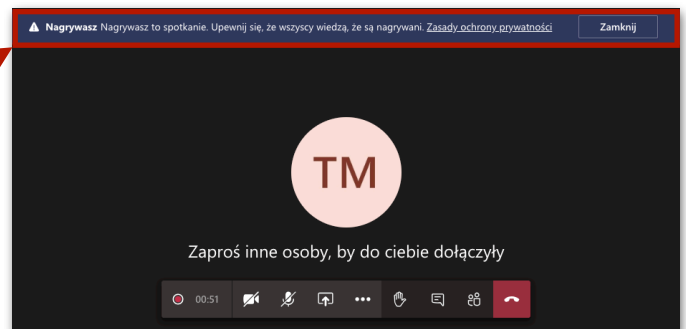 Nagrywasz Nagrywasz to spotkanie. Upewnij się, że wszyscy wiedzą, że są nagrywani. Zasady ochrony prywatności Zamknij
TM
Zaproś inne osoby, by do ciebie dołączyły
00:51